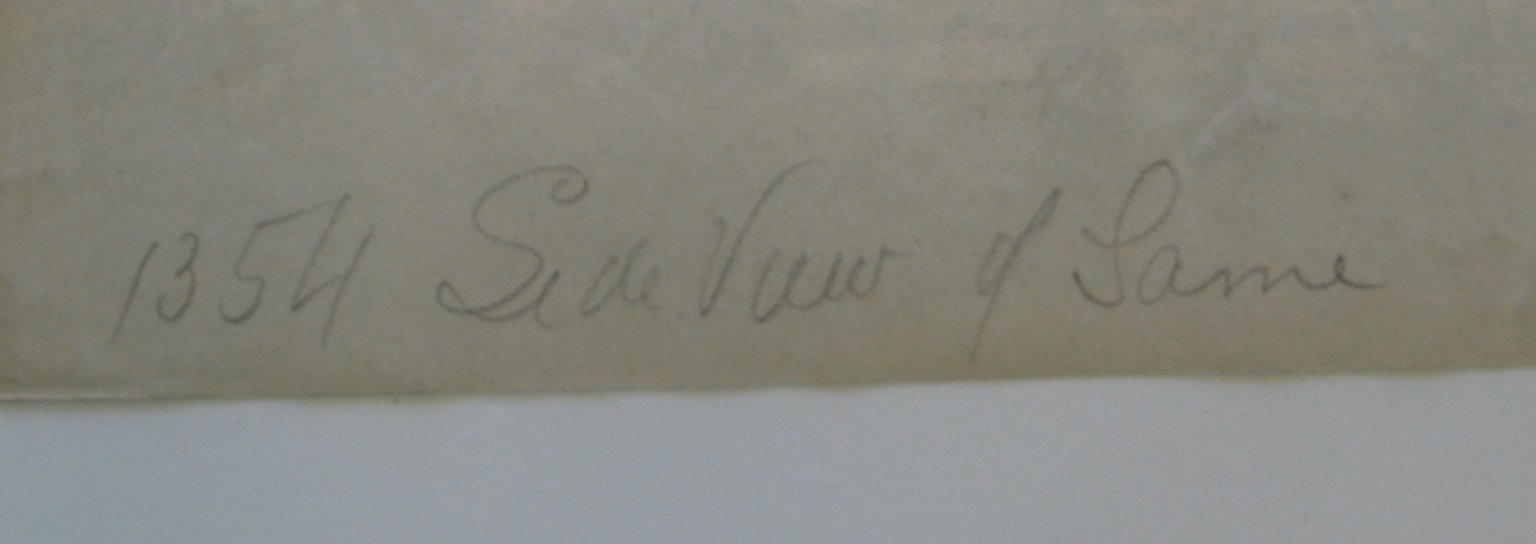 1354 Side View of Same